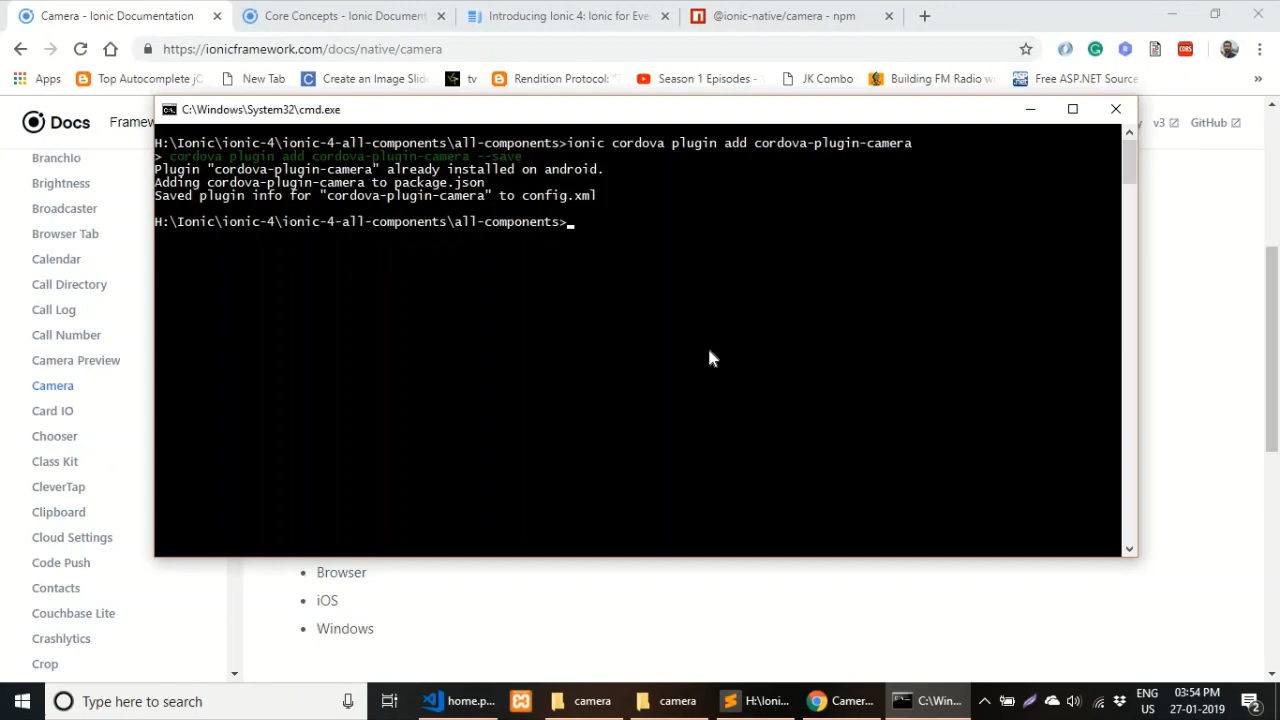 Camera - Ionic Documentation
Core Concepts - Ionic Document
Introducing Ionic 4: Ionic for Eve
@ionic-native/camera - npm
https://ionicframework.com/docs/native/camera
Apps
Top Autocomplete jQ
New Tab
Create an Image Slid
tv
Rendition Protocol: "
Season 1 Episodes -
JK Combo
Building FM Radio w
Free ASP.NET Source
»
Docs
Framew
y
v3
GitHub
C:\Windows\System32\cmd.exe
H:\Ionic\ionic-4\ionic-4-all-components\all-components>ionic cordova plugin add cordova-plugin-camera
> cordova plugin add cordova-plugin-camera --save
Plugin "cordova-plugin-camera" already installed on android.
Adding cordova-plugin-camera to package.json
Saved plugin info for "cordova-plugin-camera" to config.xml
H:\Ionic\ionic-4\ionic-4-all-components\all-components>
BranchIo
Brightness
Broadcaster
Browser Tab
Calendar
Call Directory
Call Log
Call Number
Camera Preview
Camera
Card IO
Chooser
Class Kit
CleverTap
Clipboard
Cloud Settings
Code Push
Contacts
Couchbase Lite
Crashlytics
Crop
Browser
iOS
Windows
Type here to search
home.p...
camera
camera
H:\Ioni...
Camer...
C:\Win...
ENG
US
03:54 PM
27-01-2019
2